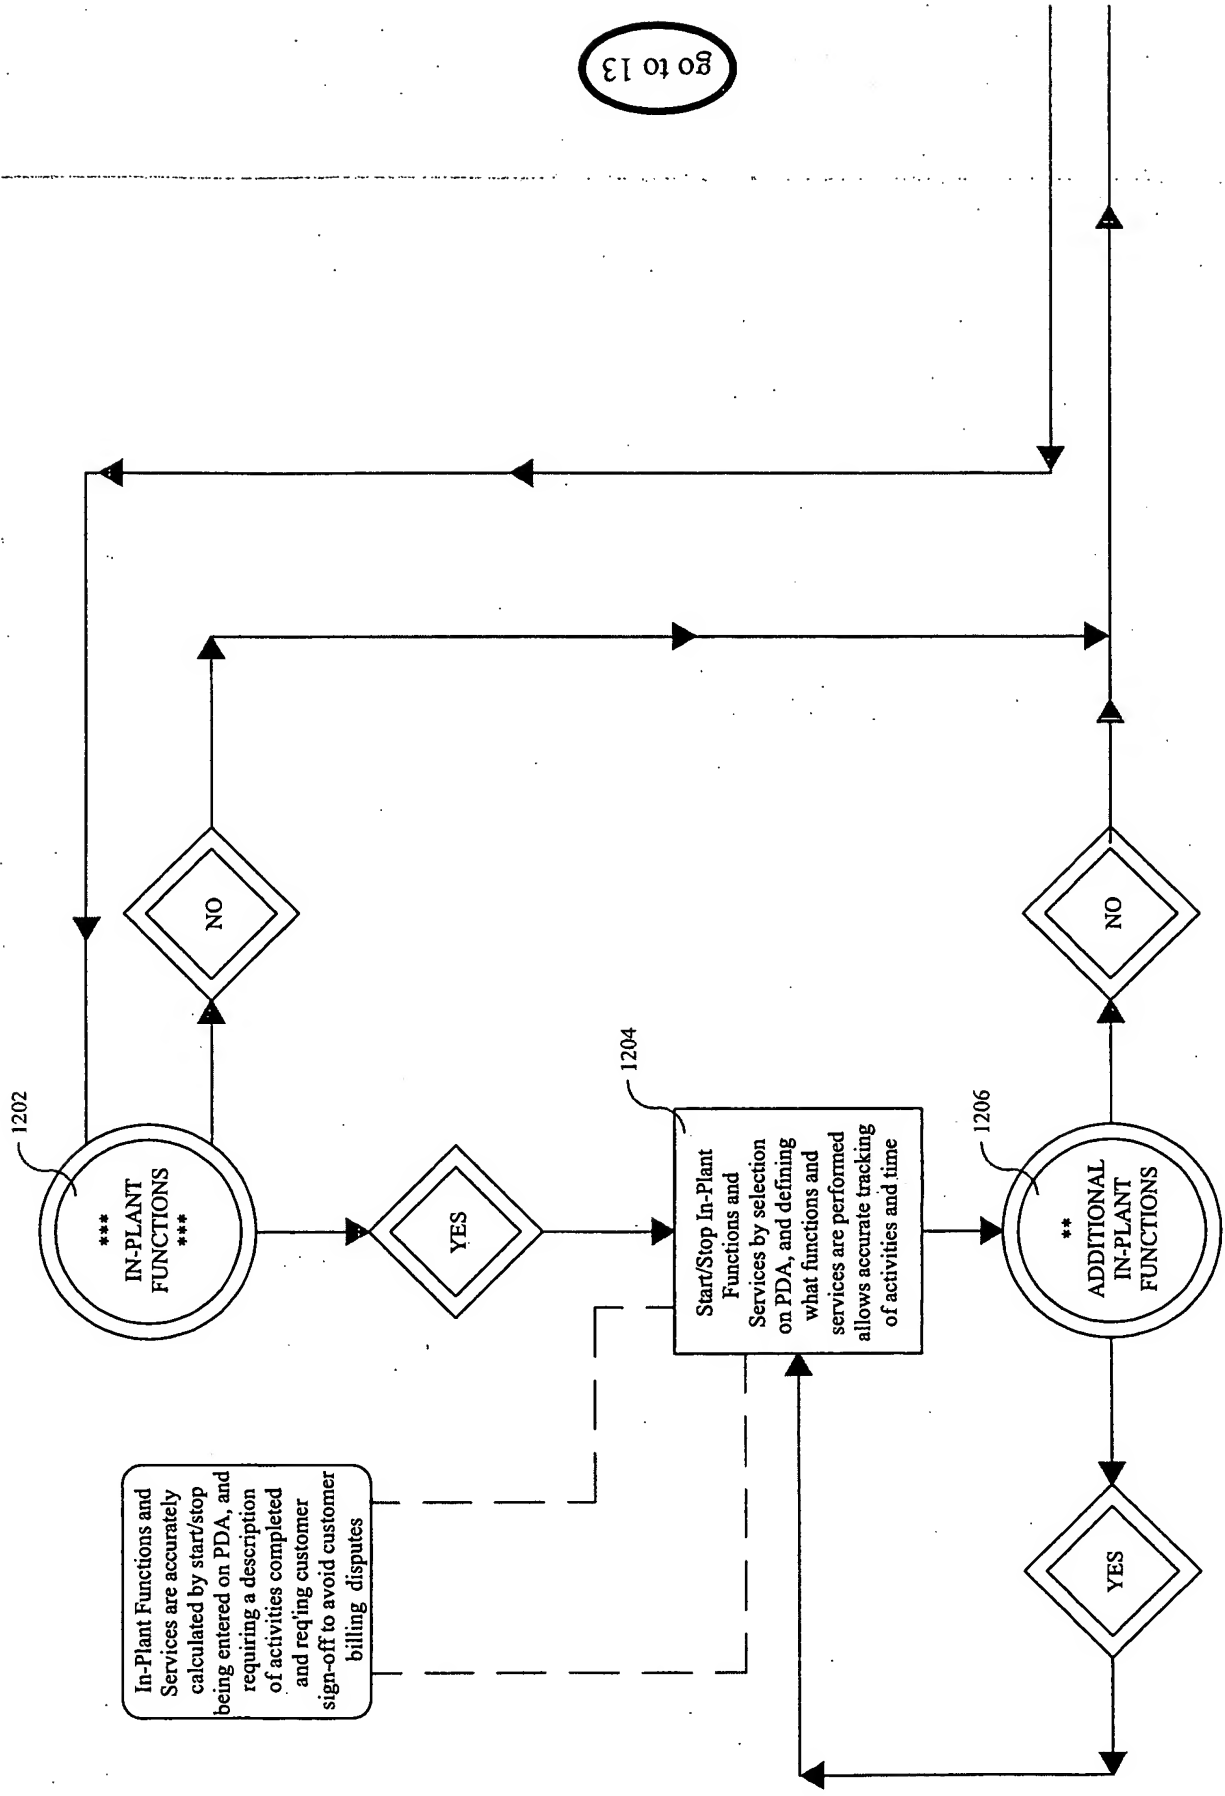 go to 13
1202
***
IN-PLANT
FUNCTIONS
***
NO
YES
In-Plant Functions and
Services are accurately
calculated by start/stop
being entered on PDA, and
requiring a description
of activities completed
and req'ing customer
sign-off to avoid customer
billing disputes
1204
Start/Stop In-Plant
Functions and
Services by selection
on PDA, and defining
what functions and
services are performed
allows accurate tracking
of activities and time
1206
**
ADDITIONAL
IN-PLANT
FUNCTIONS
NO
YES